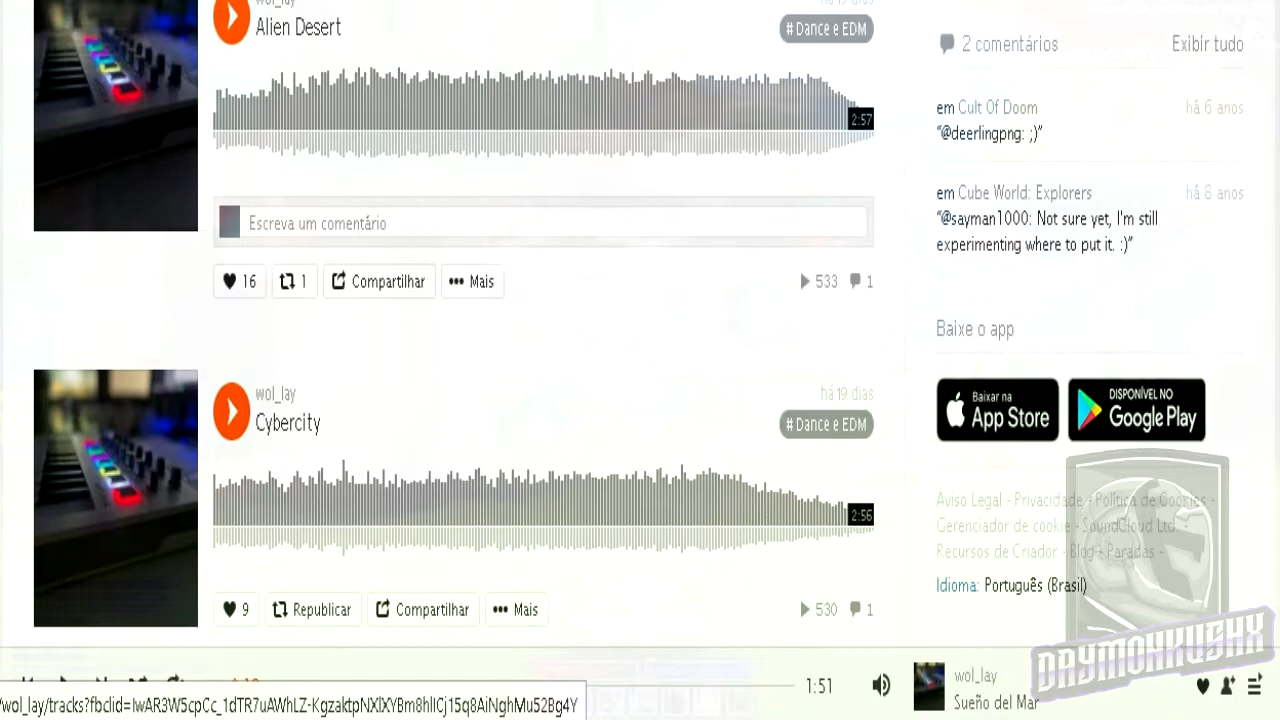 wol_lay
há 19 dias
Alien Desert
# Dance e EDM
2:57
Escreva um comentário
16
1
Compartilhar
Mais
533
1
wol_lay
há 19 dias
Cybercity
# Dance e EDM
2:56
9
Republicar
Compartilhar
Mais
530
1
2 comentários
Exibir tudo
em Cult Of Doom
há 6 anos
“@deerlingpng: ;)”
em Cube World: Explorers
há 8 anos
“@sayman1000: Not sure yet, I'm still
experimenting where to put it. :)”
Baixe o app
Baixar na
App Store
DISPONÍVEL NO
Google Play
Aviso Legal - Privacidade - Política de Cookies -
Gerenciador de cookie - SoundCloud Ltd. -
Recursos de Criador - Blog - Paradas -
Idioma: Português (Brasil)
DAYMONKUSHX
1:51
wol_lay
Sueño del Mar
/wol_lay/tracks?fbclid=IwAR3W5cpCc_1dTR7uAWhLZ-KgzaktpNXlXYBm8hlICj15q8AiNghMu52Bg4Y